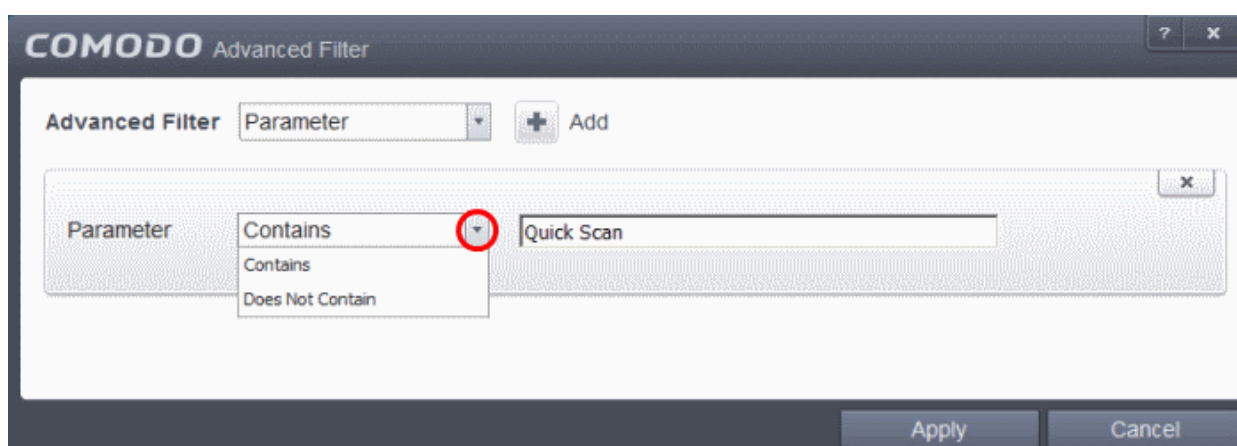 COMODO Advanced Filter ? x
Advanced Filter Parameter + Add
x
Parameter Contains Quick Scan
Contains
Does Not Contain
Apply Cancel